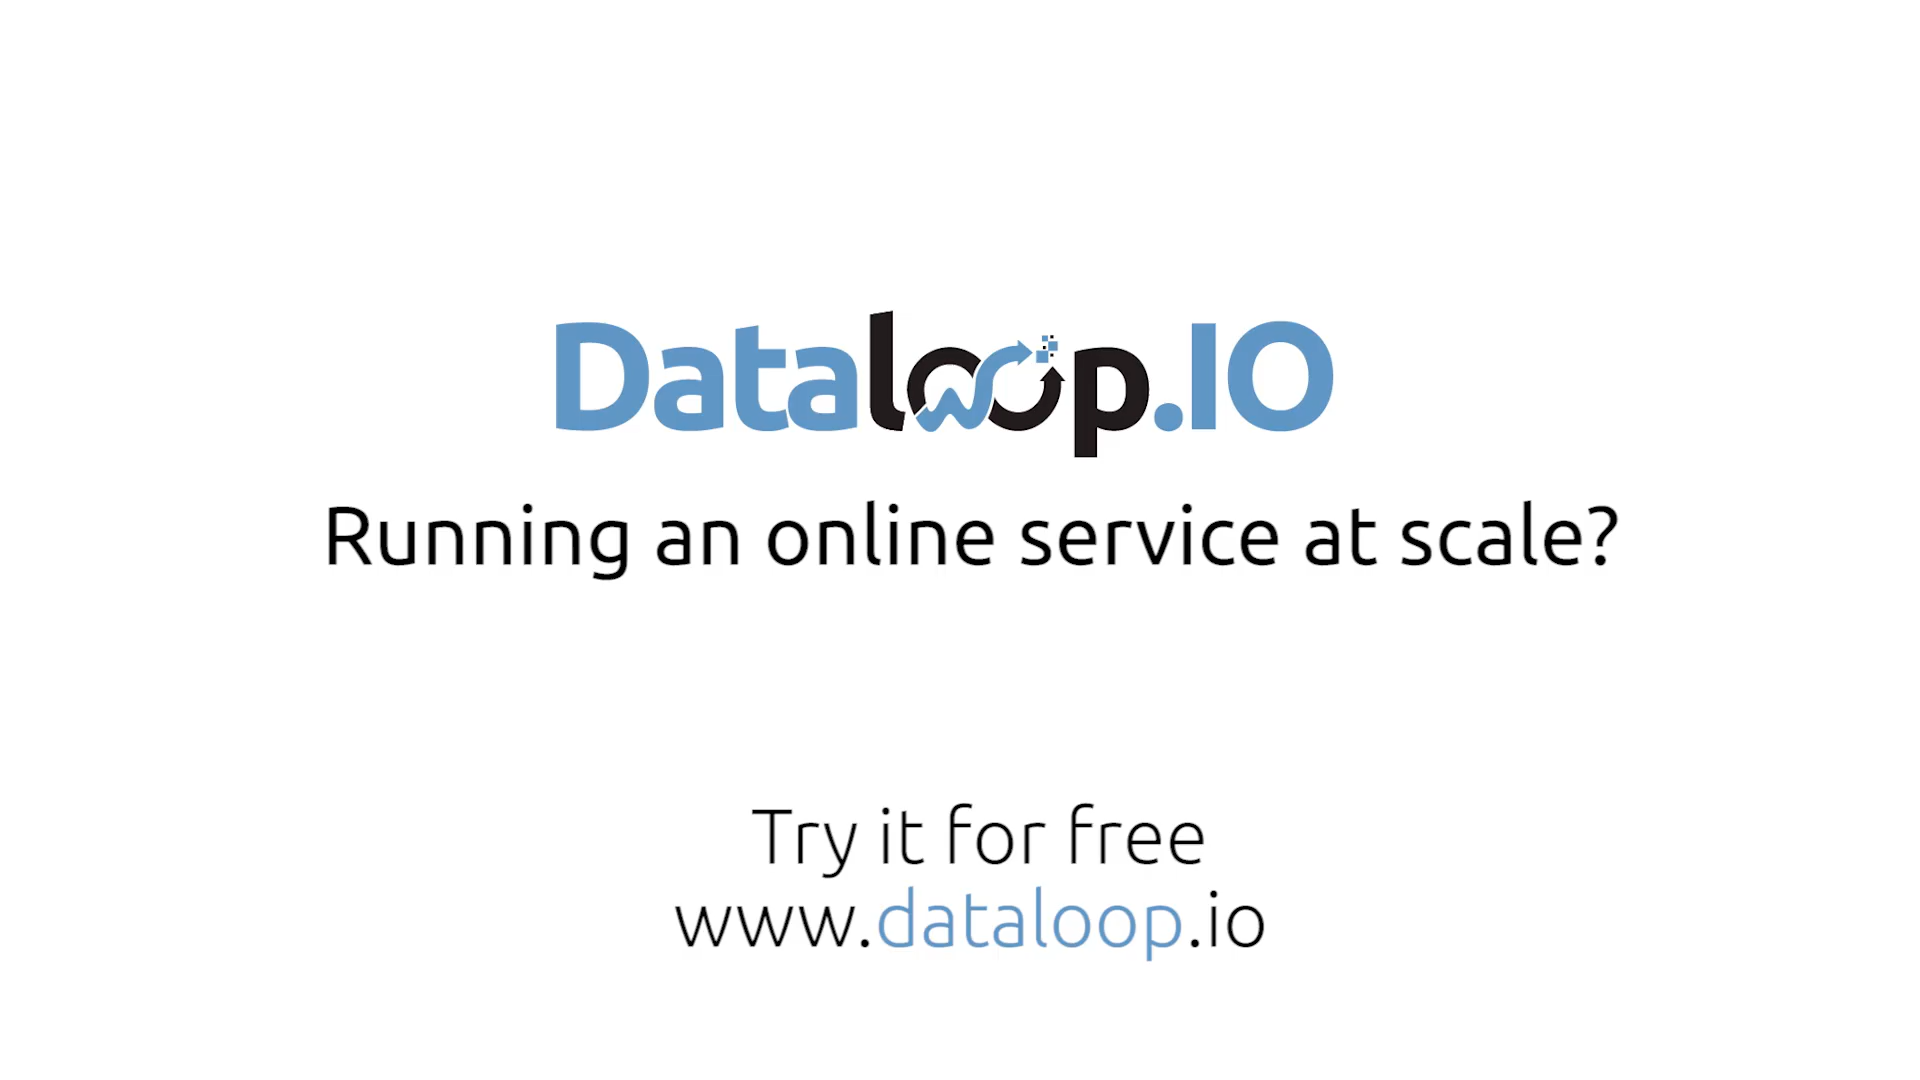 Dataloop.IO
Running an online service at scale?
Try it for free
www.dataloop.io